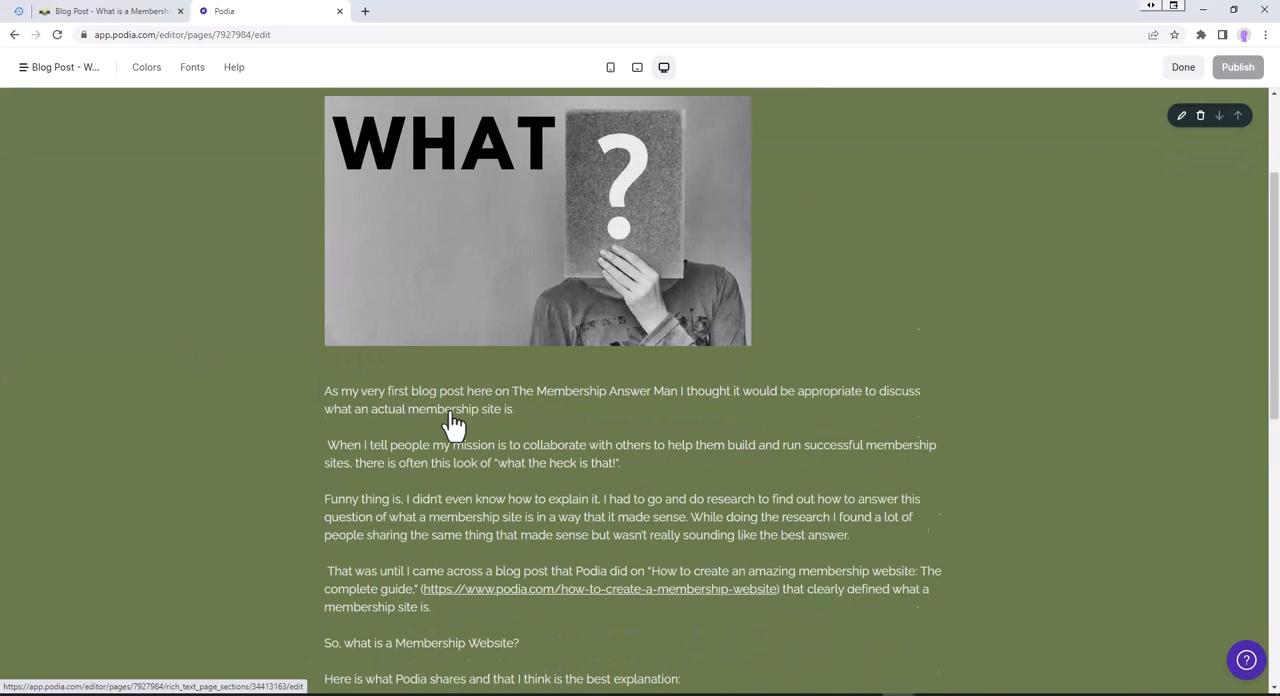 Blog Post - What is a Membersh
Podia
app.podia.com/editor/pages/7927984/edit
Blog Post - W...
Colors
Fonts
Help
Done
Publish
WHAT
?
As my very first blog post here on The Membership Answer Man I thought it would be appropriate to discuss
what an actual membership site is.
When I tell people my mission is to collaborate with others to help them build and run successful membership
sites, there is often this look of "what the heck is that!".
Funny thing is, I didn't even know how to explain it. I had to go and do research to find out how to answer this
question of what a membership site is in a way that it made sense. While doing the research I found a lot of
people sharing the same thing that made sense but wasn't really sounding like the best answer.
That was until I came across a blog post that Podia did on "How to create an amazing membership website: The
complete guide," (https://www.podia.com/how-to-create-a-membership-website) that clearly defined what a
membership site is.
So, what is a Membership Website?
Here is what Podia shares and that I think is the best explanation:
https://app.podia.com/editor/pages/7927984/rich_text_page_sections/34413163/edit